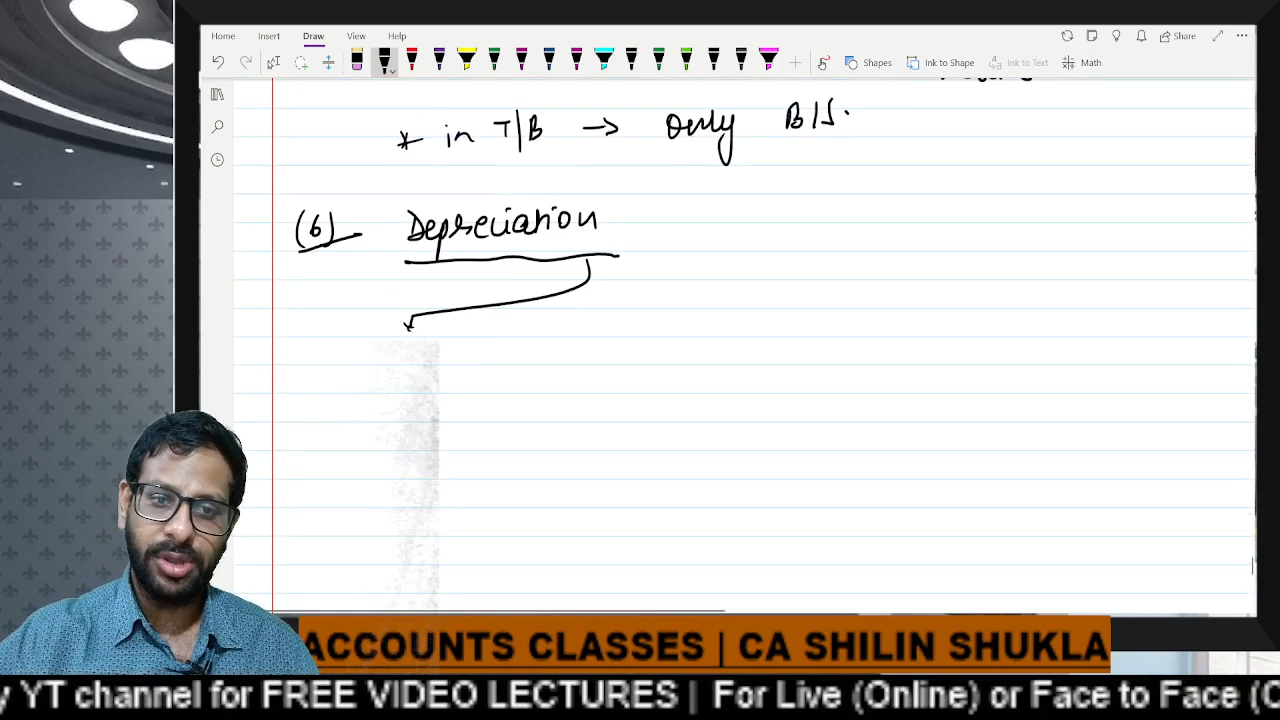 Home Insert Draw View Help
Share
Shapes Ink to Shape Ink to Text Math
* in T/B → Only B/S.
(6) Depreciation
ACCOUNTS CLASSES | CA SHILIN SHUKLA
y YT channel for FREE VIDEO LECTURES | For Live (Online) or Face to Face (C